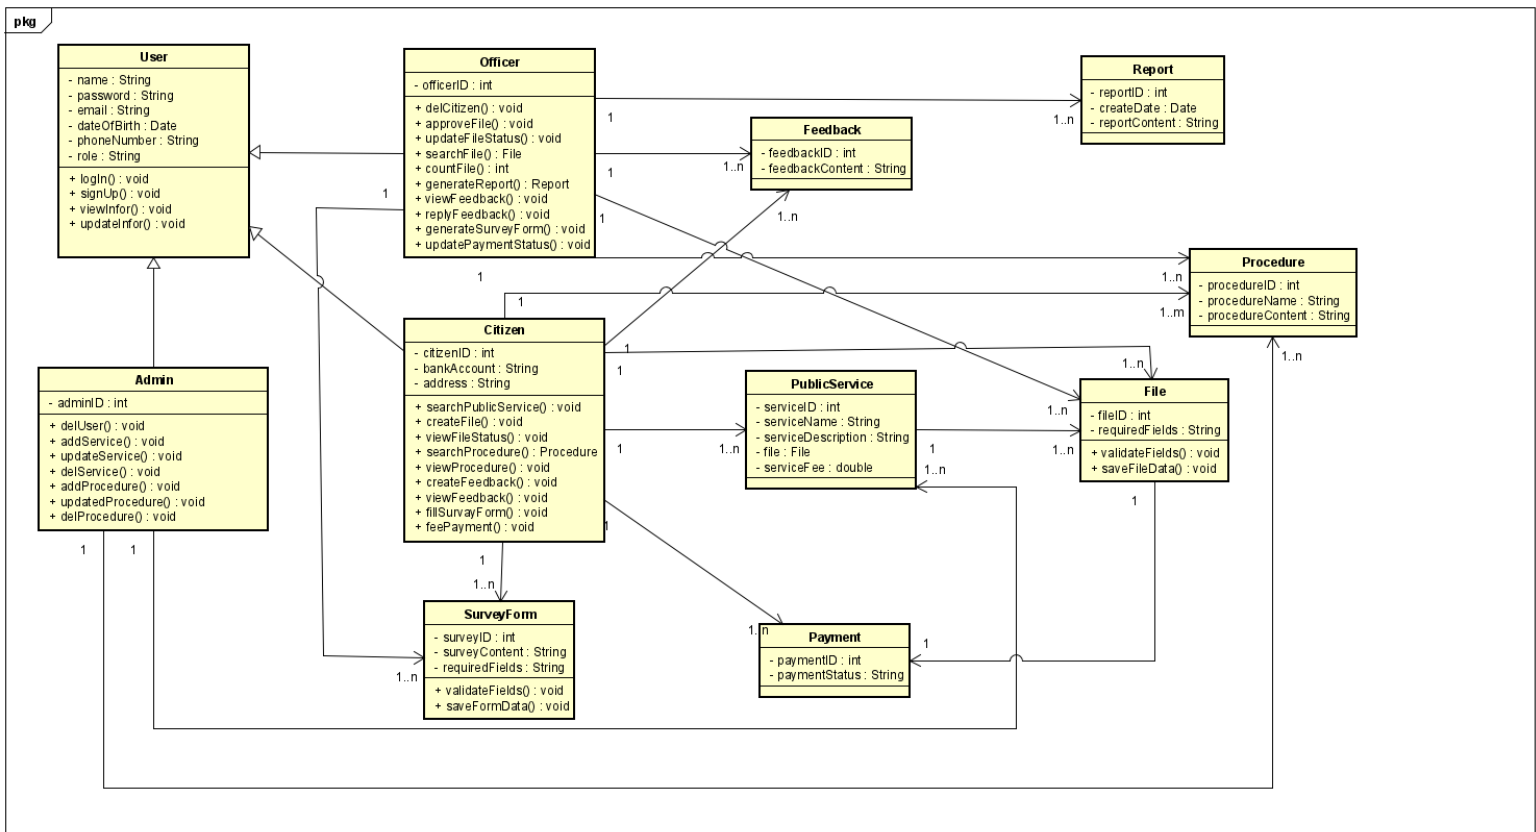 pkg
User
- name : String
- password : String
- email : String
- dateOfBirth : Date
- phoneNumber : String
- role : String
+ logIn() : void
+ signUp() : void
+ viewInfor() : void
+ updateInfor() : void
Officer
- officerID : int
+ delCitizen() : void
+ approveFile() : void
+ updateFileStatus() : void
+ searchFile() : File
+ countFile() : int
+ generateReport() : Report
+ viewFeedback() : void
+ replyFeedback() : void
+ generateSurveyForm() : void
+ updatePaymentStatus() : void
Report
- reportID : int
- createDate : Date
- reportContent : String
1
1..n
Feedback
- feedbackID : int
- feedbackContent : String
1
1..n
1
1
1..n
1
1..n
Procedure
- procedureID : int
- procedureName : String
- procedureContent : String
1
1..m
Citizen
- citizenID : int
- bankAccount : String
- address : String
+ searchPublicService() : void
+ createFile() : void
+ viewFileStatus() : void
+ searchProcedure() : Procedure
+ viewProcedure() : void
+ createFeedback() : void
+ viewFeedback() : void
+ fillSurvayForm() : void
+ feePayment() : void
1
1
1..n
1..n
1..n
Admin
- adminID : int
+ delUser() : void
+ addService() : void
+ updateService() : void
+ delService() : void
+ addProcedure() : void
+ updatedProcedure() : void
+ delProcedure() : void
PublicService
- serviceID : int
- serviceName : String
- serviceDescription : String
- file : File
- serviceFee : double
File
- fileID : int
- requiredFields : String
+ validateFields() : void
+ saveFileData() : void
1
1..n
1
1..n
1..n
1
1
1
1
1
1..n
SurveyForm
- surveyID : int
- surveyContent : String
- requiredFields : String
+ validateFields() : void
+ saveFormData() : void
1..n
1..n
Payment
- paymentID : int
- paymentStatus : String
1